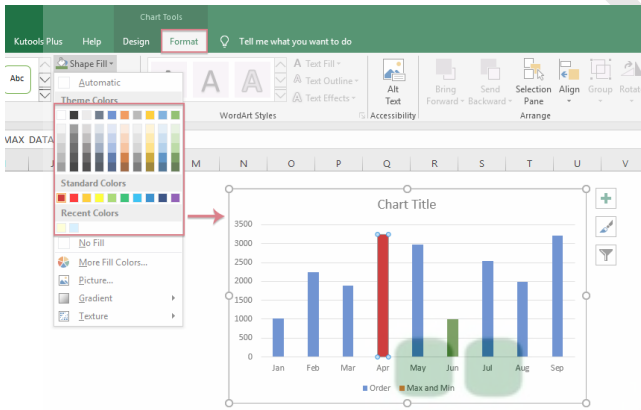 Chart Tools
Kutools Plus Help Design Format Tell me what you want to do
Abc
Shape Fill
Automatic
Theme Colors
Standard Colors
Recent Colors
No Fill
More Fill Colors...
Picture...
Gradient
Texture
A A
A Text Fill
A Text Outline
A Text Effects
WordArt Styles
Alt Text
Accessibility
Bring Forward
Send Backward
Selection Pane
Align
Group
Rotat
Arrange
MAX DATA
M N O P Q R S T U V
Chart Title
3500
3000
2500
2000
1500
1000
500
0
Jan Feb Mar Apr May Jun Jul Aug Sep
Order Max and Min